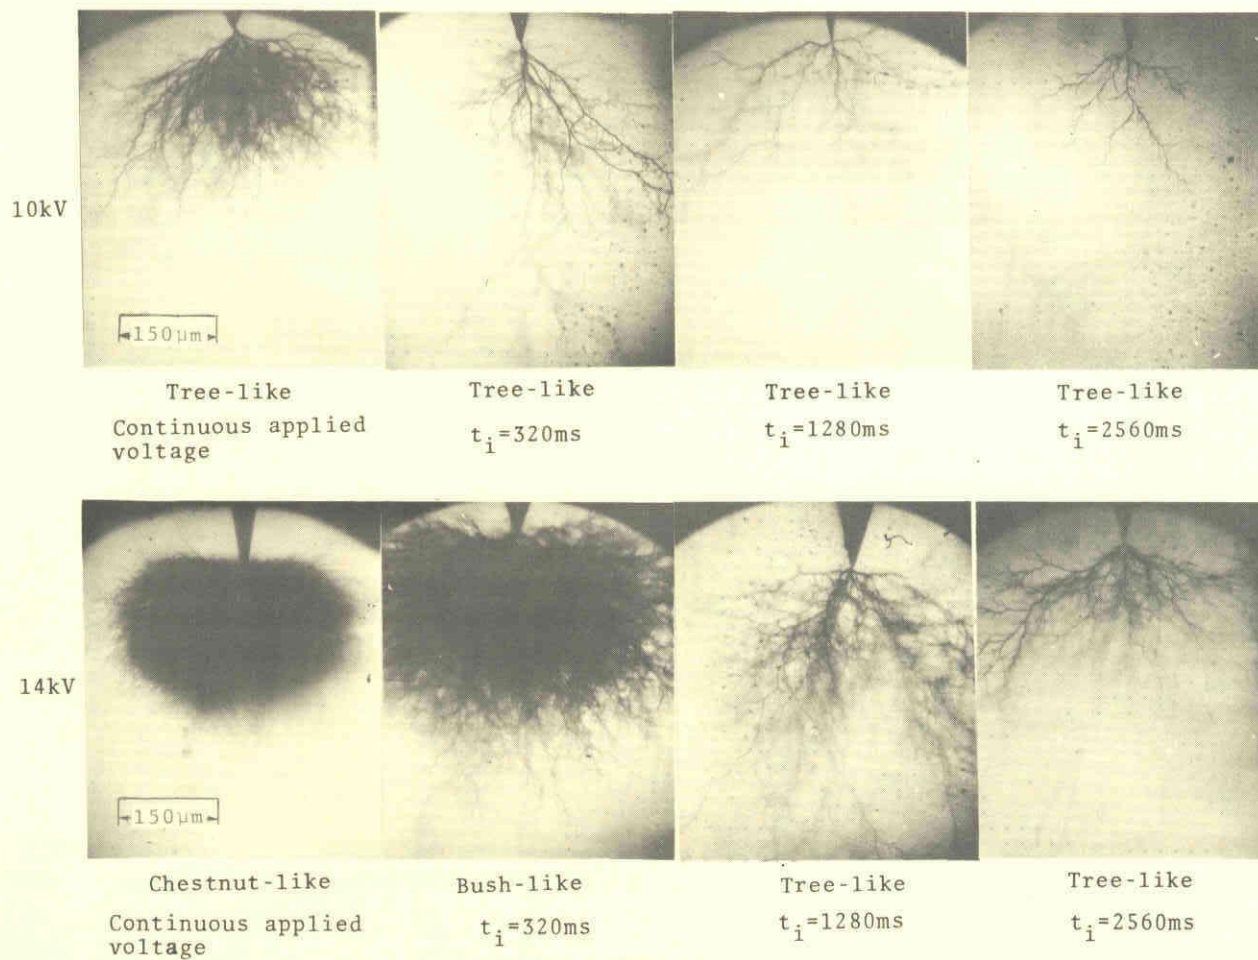 10kV
150μm
Tree-like
Continuous applied
voltage
Tree-like
ti=320ms
Tree-like
ti=1280ms
Tree-like
ti=2560ms
14kV
150μm
Chestnut-like
Continuous applied
voltage
Bush-like
ti=320ms
Tree-like
ti=1280ms
Tree-like
ti=2560ms